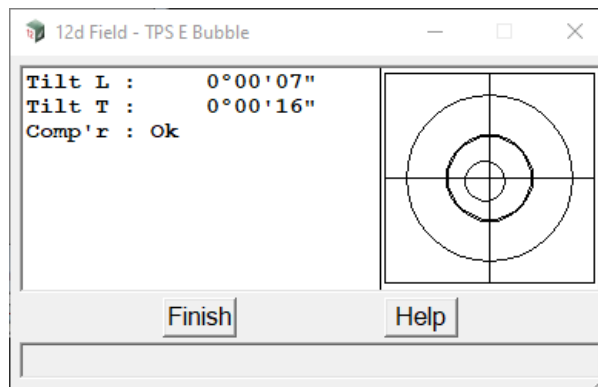 12d Field - TPS E Bubble
Tilt L : 0°00'07"
Tilt T : 0°00'16"
Comp'r : Ok
Finish Help